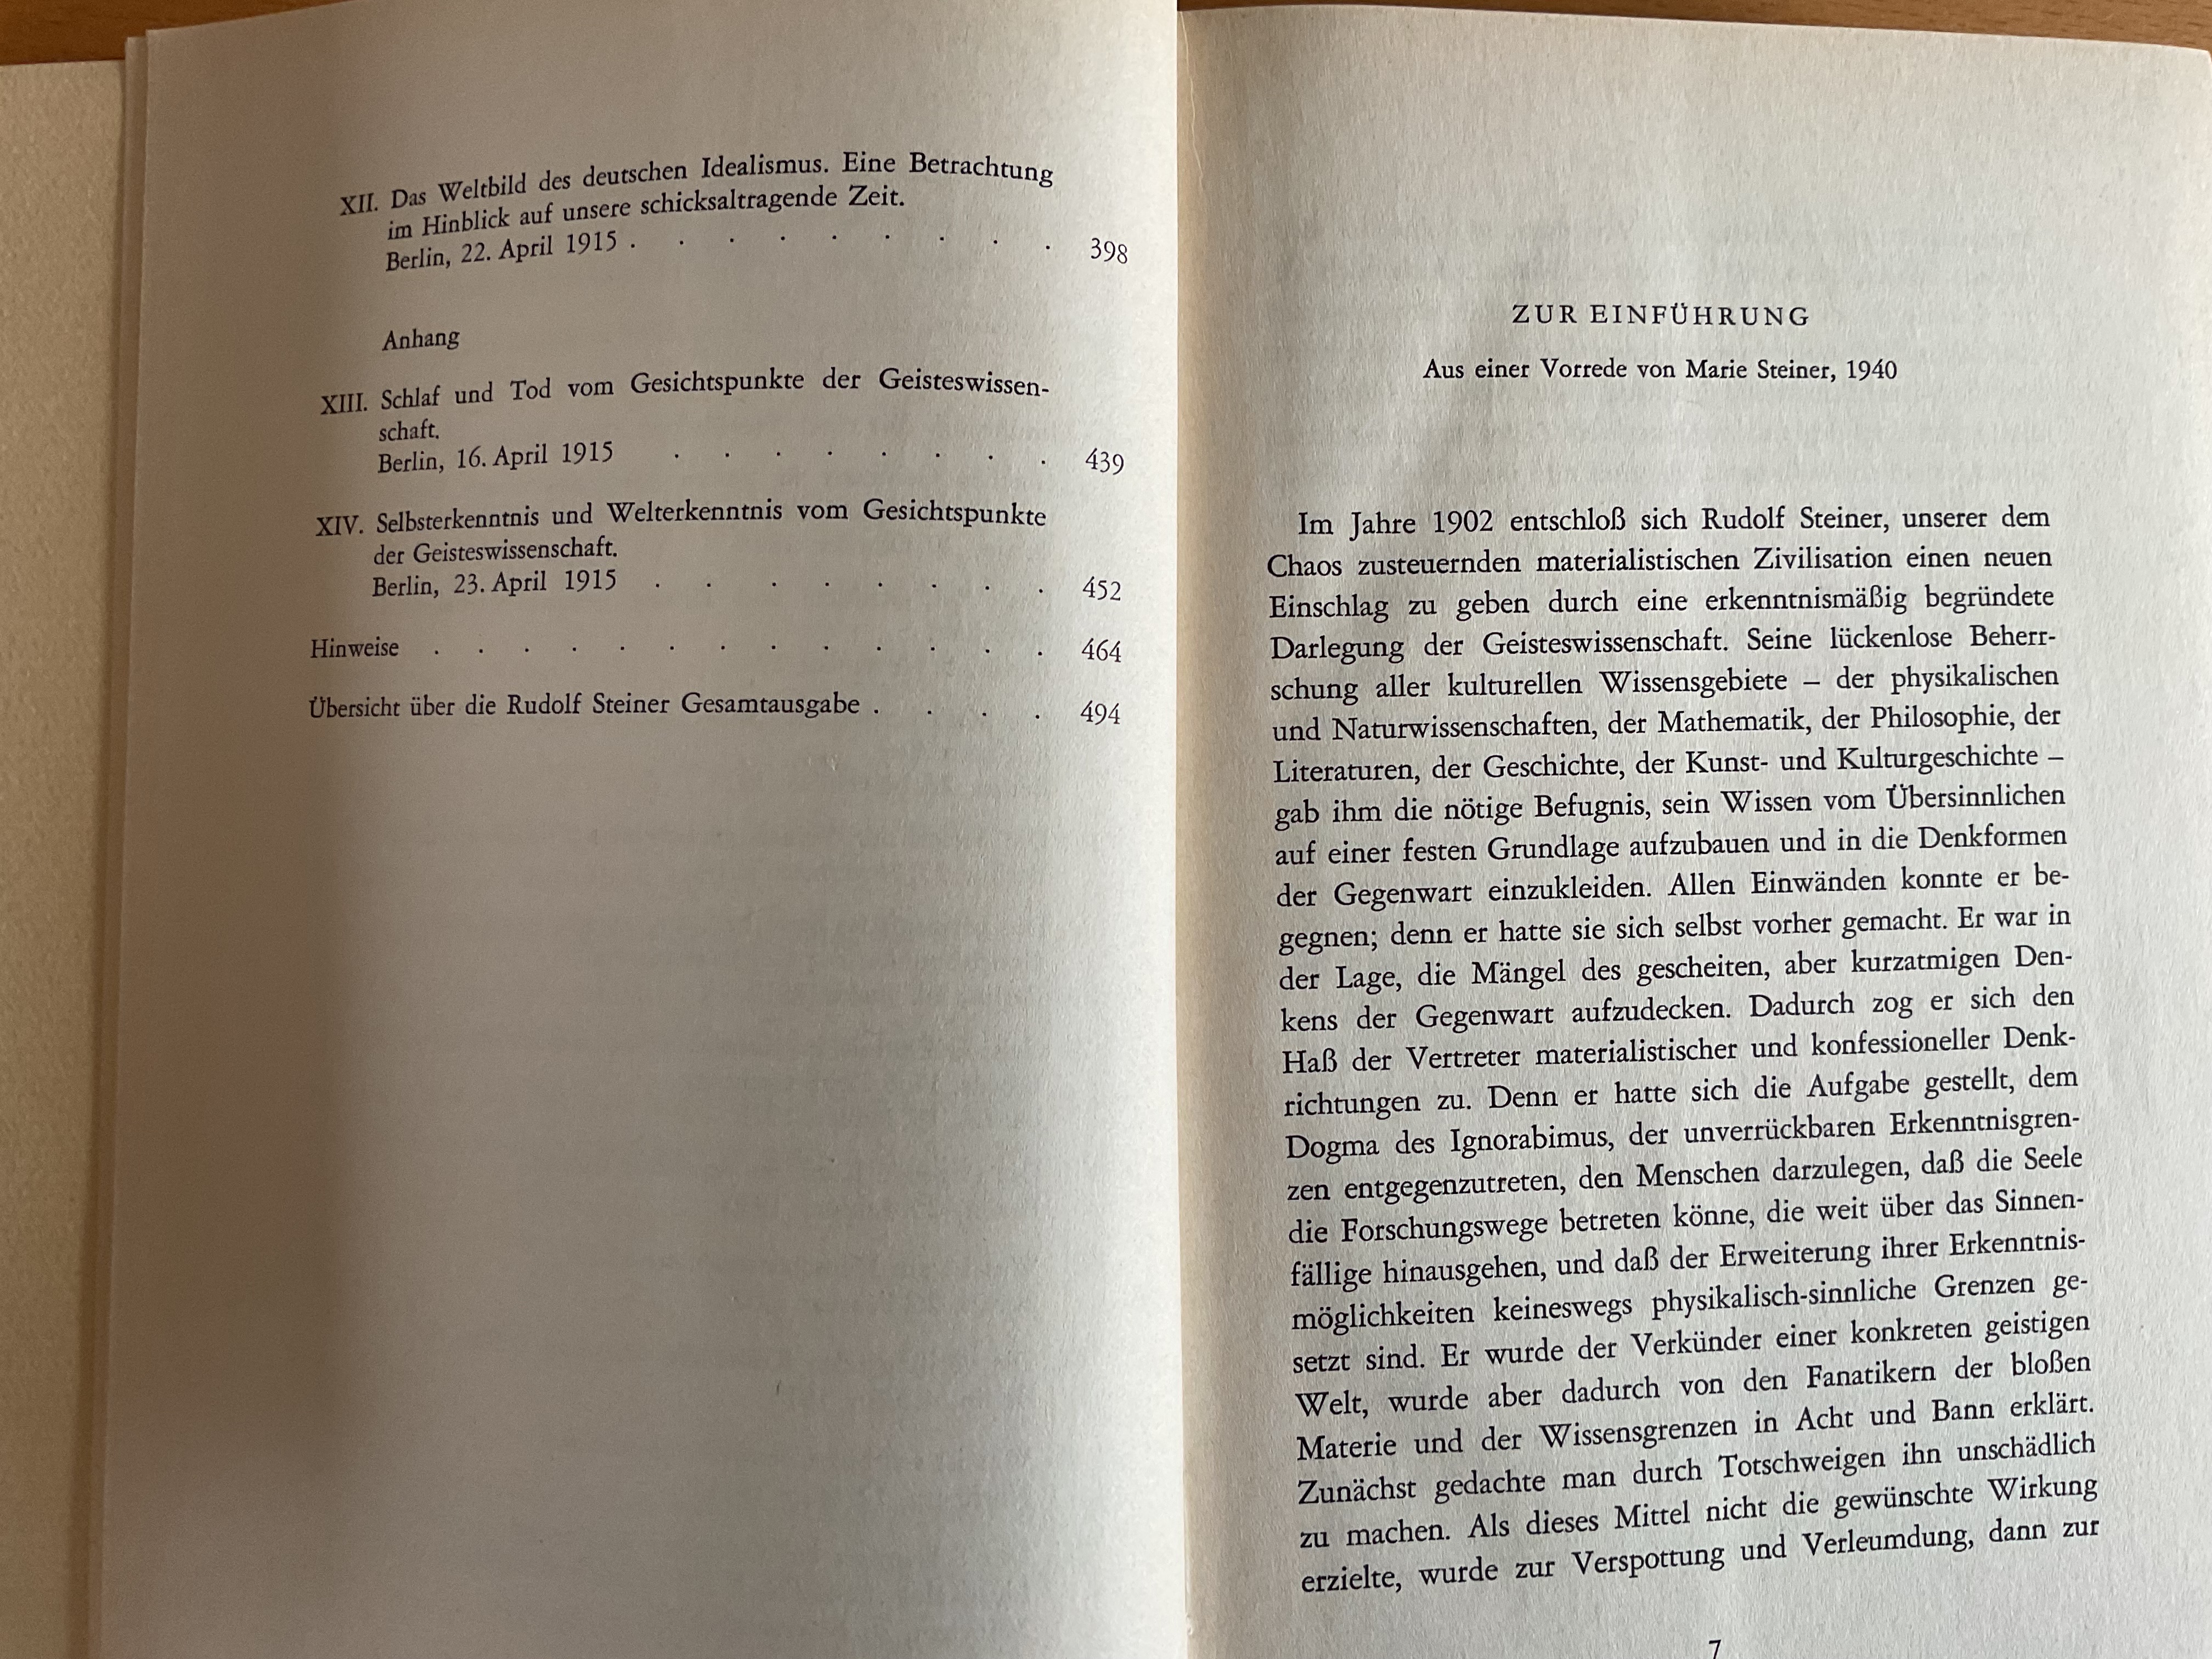 XII. Das Weltbild des deutschen Idealismus. Eine Betrachtung
im Hinblick auf unsere schicksaltragende Zeit.
Berlin, 22. April 1915 . . . . . . . . . 398
Anhang
XIII. Schlaf und Tod vom Gesichtspunkte der Geisteswissen-
schaft.
Berlin, 16. April 1915 . . . . . . . . 439
XIV. Selbsterkenntnis und Welterkenntnis vom Gesichtspunkte
der Geisteswissenschaft.
Berlin, 23. April 1915 . . . . . . . . 452
Hinweise . . . . . . . . . . . . . 464
Übersicht über die Rudolf Steiner Gesamtausgabe . . . . 494
ZUR EINFÜHRUNG
Aus einer Vorrede von Marie Steiner, 1940
Im Jahre 1902 entschloß sich Rudolf Steiner, unserer dem
Chaos zusteuernden materialistischen Zivilisation einen neuen
Einschlag zu geben durch eine erkenntnismäßig begründete
Darlegung der Geisteswissenschaft. Seine lückenlose Beherr-
schung aller kulturellen Wissensgebiete – der physikalischen
und Naturwissenschaften, der Mathematik, der Philosophie, der
Literaturen, der Geschichte, der Kunst- und Kulturgeschichte –
gab ihm die nötige Befugnis, sein Wissen vom Übersinnlichen
auf einer festen Grundlage aufzubauen und in die Denkformen
der Gegenwart einzukleiden. Allen Einwänden konnte er be-
gegnen; denn er hatte sie sich selbst vorher gemacht. Er war in
der Lage, die Mängel des gescheiten, aber kurzatmigen Den-
kens der Gegenwart aufzudecken. Dadurch zog er sich den
Haß der Vertreter materialistischer und konfessioneller Denk-
richtungen zu. Denn er hatte sich die Aufgabe gestellt, dem
Dogma des Ignorabimus, der unverrückbaren Erkenntnisgren-
zen entgegenzutreten, den Menschen darzulegen, daß die Seele
die Forschungswege betreten könne, die weit über das Sinnen-
fällige hinausgehen, und daß der Erweiterung ihrer Erkenntnis-
möglichkeiten keineswegs physikalisch-sinnliche Grenzen ge-
setzt sind. Er wurde der Verkünder einer konkreten geistigen
Welt, wurde aber dadurch von den Fanatikern der bloßen
Materie und der Wissensgrenzen in Acht und Bann erklärt.
Zunächst gedachte man durch Totschweigen ihn unschädlich
zu machen. Als dieses Mittel nicht die gewünschte Wirkung
erzielte, wurde zur Verspottung und Verleumdung, dann zur
7